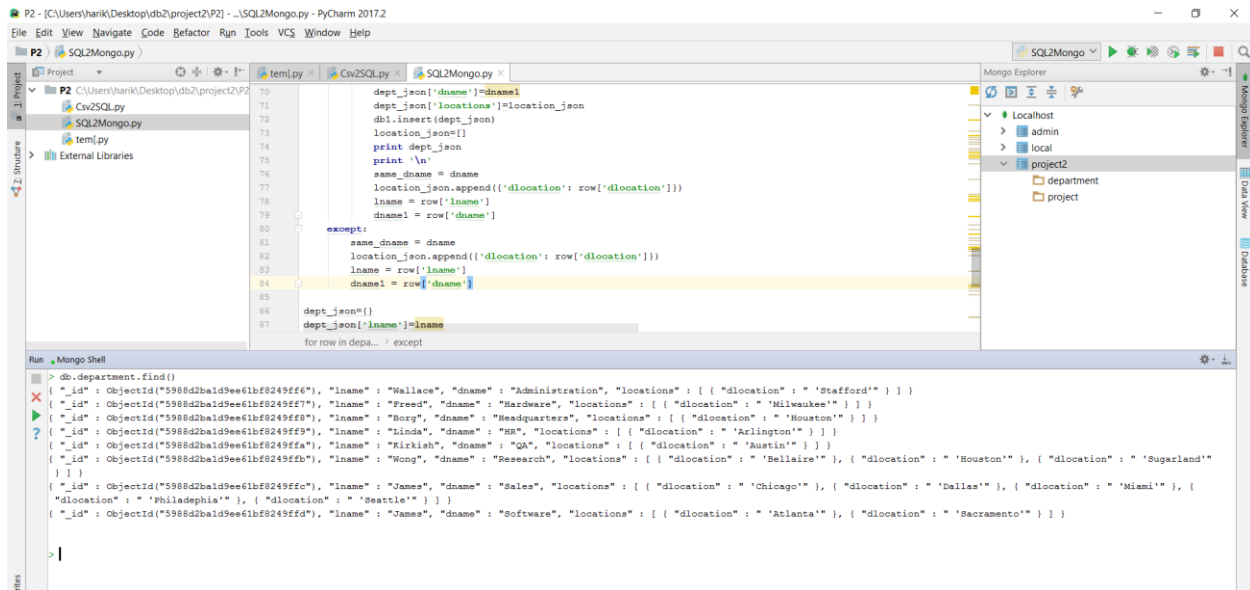 P2 - [C:\Users\harik\Desktop\db2\project2\P2] - ...\SQL2Mongo.py - PyCharm 2017.2
File Edit View Navigate Code Refactor Run Tools VCS Window Help
P2 SQL2Mongo.py
SQL2Mongo
Project
tem[.py Csv2SQL.py SQL2Mongo.py
Mongo Explorer
1: Project
2: Structure
P2 C:\Users\harik\Desktop\db2\project2\P2
Csv2SQL.py
SQL2Mongo.py
tem[.py
External Libraries
70 dept_json['dname']=dname1
71 dept_json['locations']=location_json
72 db1.insert(dept_json)
73 location_json=[]
74 print dept_json
75 print '\n'
76 same_dname = dname
77 location_json.append({'dlocation': row['dlocation']})
78 lname = row['lname']
79 dname1 = row['dname']
80 except:
81 same_dname = dname
82 location_json.append({'dlocation': row['dlocation']})
83 lname = row['lname']
84 dname1 = row['dname']
85
86 dept_json={}
87 dept_json['lname']=lname
for row in depa... > except
Localhost
admin
local
project2
department
project
Mongo Explorer
Data View
Database
Run Mongo Shell
> db.department.find()
{ "_id" : ObjectId("5988d2ba1d9ee61bf8249ff6"), "lname" : "Wallace", "dname" : "Administration", "locations" : [ { "dlocation" : " 'Stafford'" } ] }
{ "_id" : ObjectId("5988d2ba1d9ee61bf8249ff7"), "lname" : "Freed", "dname" : "Hardware", "locations" : [ { "dlocation" : " 'Milwaukee'" } ] }
{ "_id" : ObjectId("5988d2ba1d9ee61bf8249ff8"), "lname" : "Borg", "dname" : "Headquarters", "locations" : [ { "dlocation" : " 'Houston'" } ] }
{ "_id" : ObjectId("5988d2ba1d9ee61bf8249ff9"), "lname" : "Linda", "dname" : "HR", "locations" : [ { "dlocation" : " 'Arlington'" } ] }
{ "_id" : ObjectId("5988d2ba1d9ee61bf8249ffa"), "lname" : "Kirkish", "dname" : "QA", "locations" : [ { "dlocation" : " 'Austin'" } ] }
{ "_id" : ObjectId("5988d2ba1d9ee61bf8249ffb"), "lname" : "Wong", "dname" : "Research", "locations" : [ { "dlocation" : " 'Bellaire'" }, { "dlocation" : " 'Houston'" }, { "dlocation" : " 'Sugarland'"
} ] }
{ "_id" : ObjectId("5988d2ba1d9ee61bf8249ffc"), "lname" : "James", "dname" : "Sales", "locations" : [ { "dlocation" : " 'Chicago'" }, { "dlocation" : " 'Dallas'" }, { "dlocation" : " 'Miami'" }, {
"dlocation" : " 'Philadephia'" }, { "dlocation" : " 'Seattle'" } ] }
{ "_id" : ObjectId("5988d2ba1d9ee61bf8249ffd"), "lname" : "James", "dname" : "Software", "locations" : [ { "dlocation" : " 'Atlanta'" }, { "dlocation" : " 'Sacramento'" } ] }
>